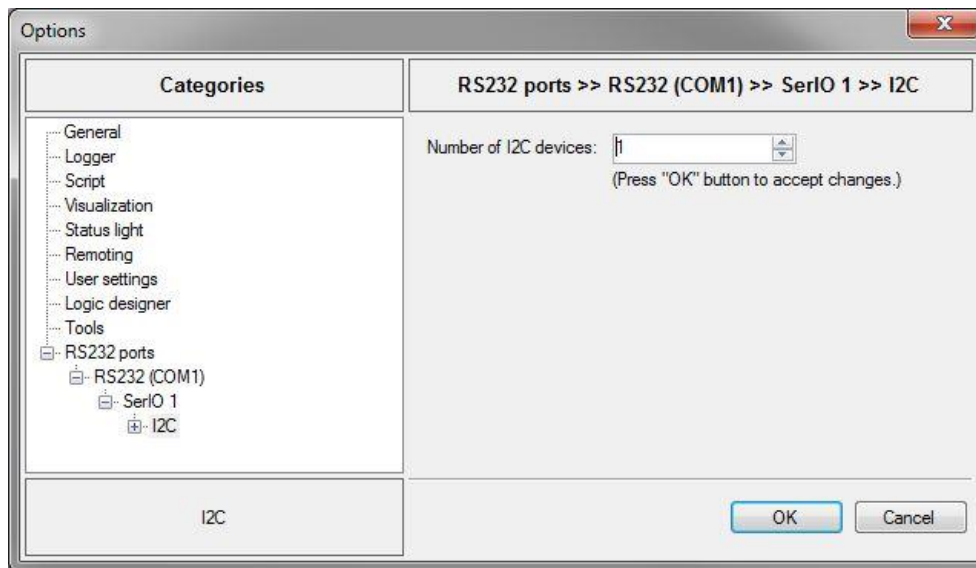 Options
Categories
General
Logger
Script
Visualization
Status light
Remoting
User settings
Logic designer
Tools
RS232 ports
RS232 (COM1)
SerIO 1
I2C
I2C
RS232 ports >> RS232 (COM1) >> SerIO 1 >> I2C
Number of I2C devices: 1
(Press "OK" button to accept changes.)
OK Cancel